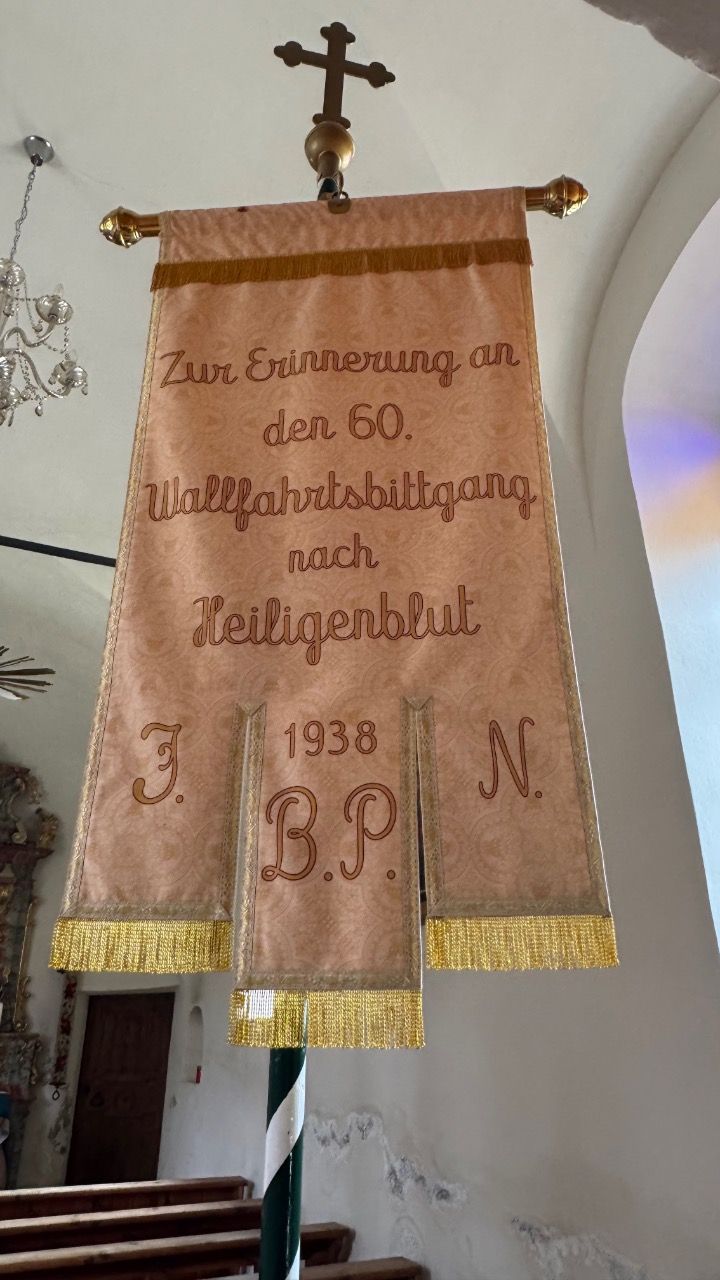 Zur Erinnerung an
den 60.
Wallfahrtsbittgang
nach
Heiligenblut
J. 1938 N.
B.P.